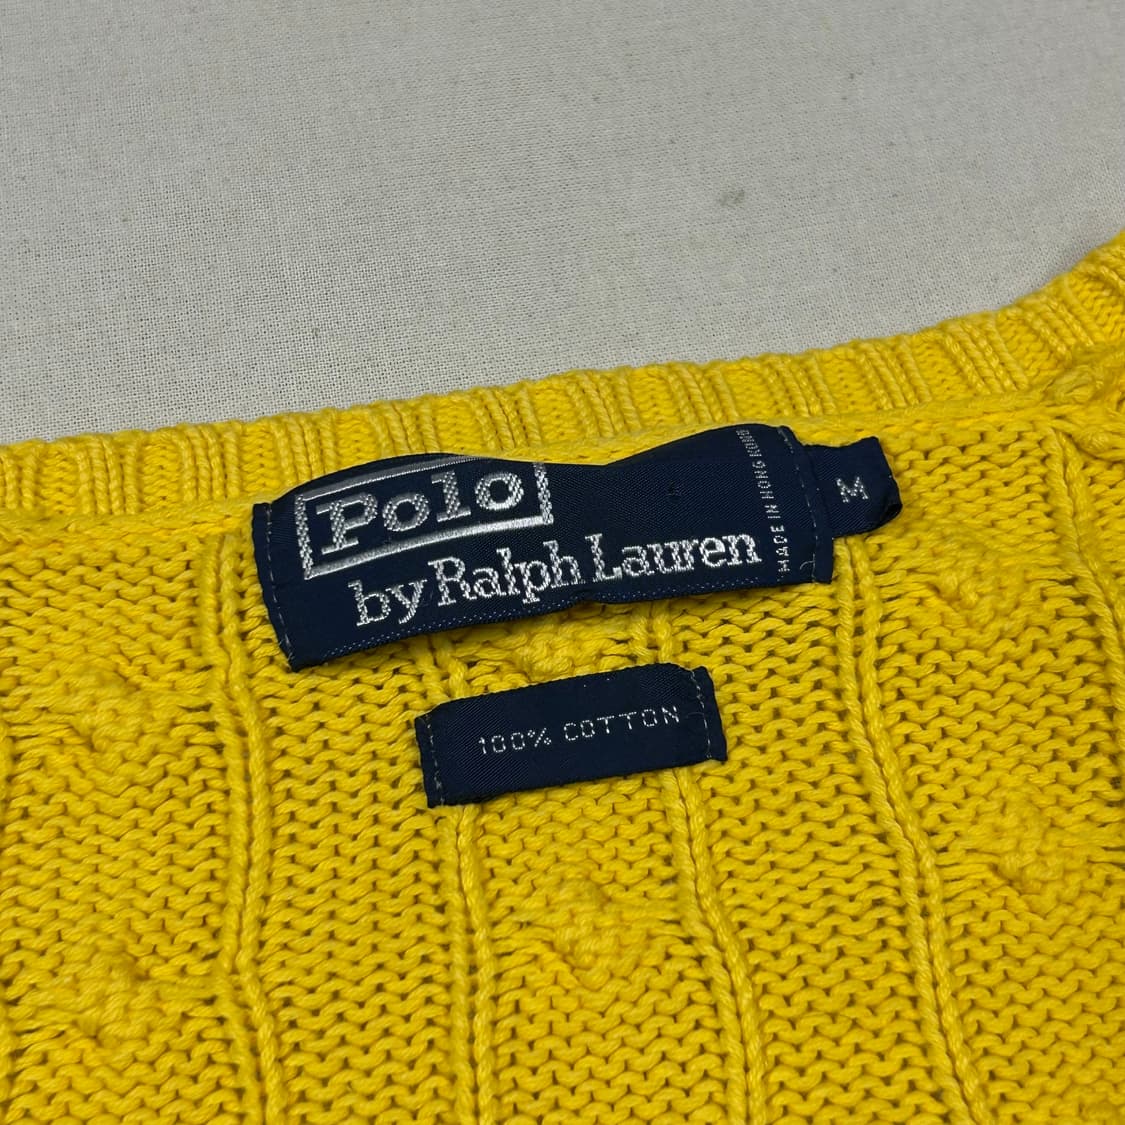 Polo
by Ralph Lauren
MADE IN HONG KONG
M
100% COTTON